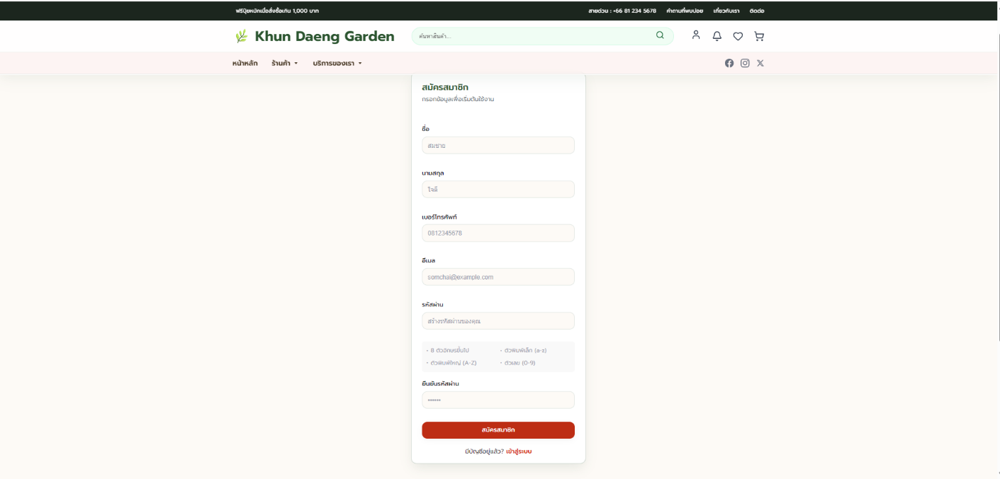 ฟรีปุ๋ยหมักเมื่อสั่งซื้อเกิน 1,000 บาท
สายด่วน : +66 81 234 5678 คำถามที่พบบ่อย เกี่ยวกับเรา ติดต่อ
Khun Daeng Garden
ค้นหาสินค้า...
หน้าหลัก ร้านค้า บริการของเรา
สมัครสมาชิก
กรอกข้อมูลเพื่อเริ่มต้นใช้งาน
ชื่อ
สมชาย
นามสกุล
ใจดี
เบอร์โทรศัพท์
0812345678
อีเมล
somchai@example.com
รหัสผ่าน
สร้างรหัสผ่านของคุณ
• 8 ตัวอักษรขึ้นไป • ตัวพิมพ์เล็ก (a-z)
• ตัวพิมพ์ใหญ่ (A-Z) • ตัวเลข (0-9)
ยืนยันรหัสผ่าน
••••••
สมัครสมาชิก
มีบัญชีอยู่แล้ว? เข้าสู่ระบบ